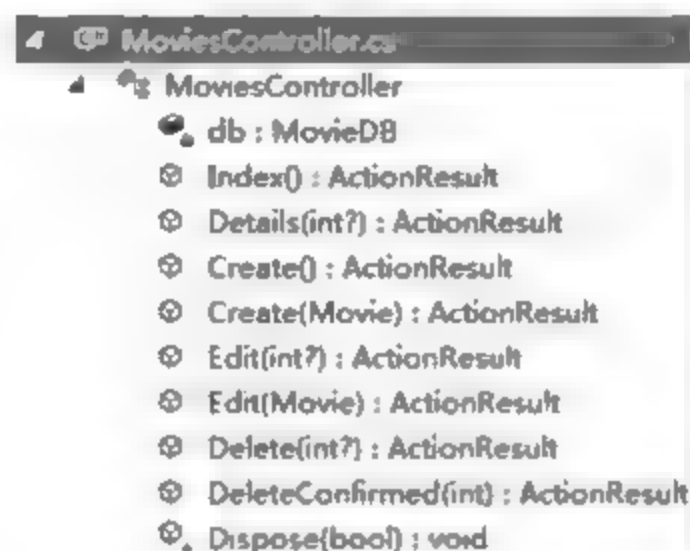 MoviesController.cs
MoviesController
db : MovieDB
Index() : ActionResult
Details(int?) : ActionResult
Create() : ActionResult
Create(Movie) : ActionResult
Edit(int?) : ActionResult
Edit(Movie) : ActionResult
Delete(int?) : ActionResult
DeleteConfirmed(int) : ActionResult
Dispose(bool) : void